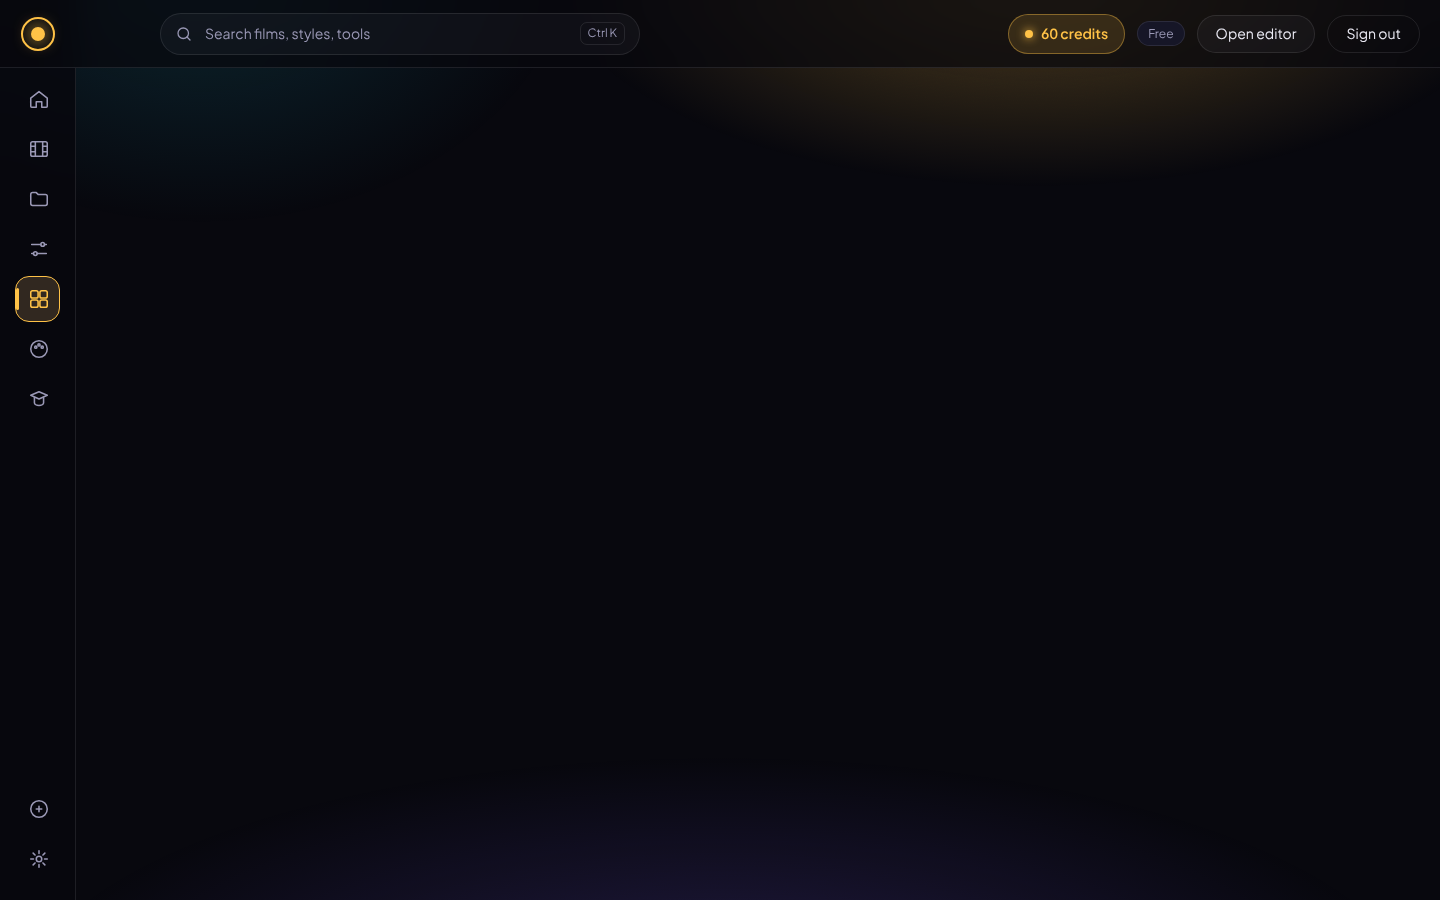 Search films, styles, tools
Ctrl K
60 credits
Free
Open editor
Sign out